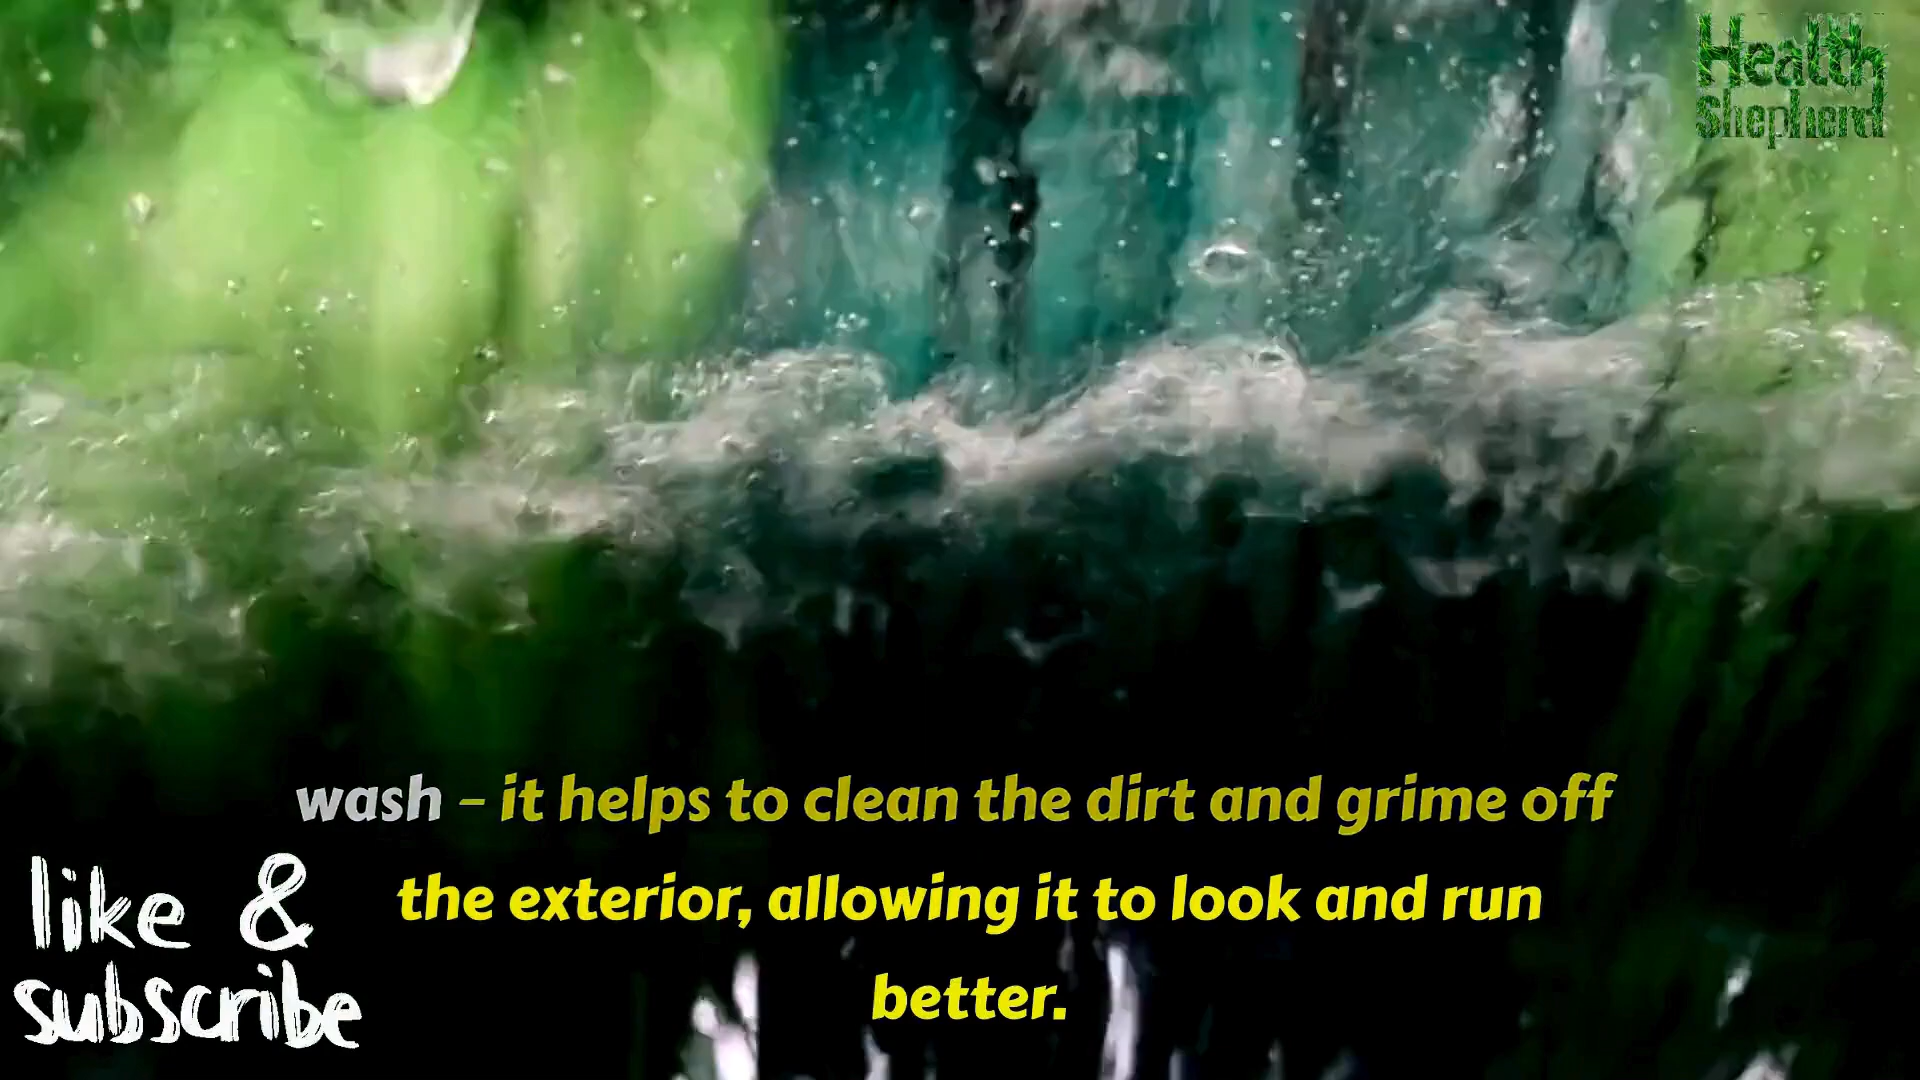 Health
Shepherd
wash – it helps to clean the dirt and grime off
the exterior, allowing it to look and run
better.
like &
subscribe